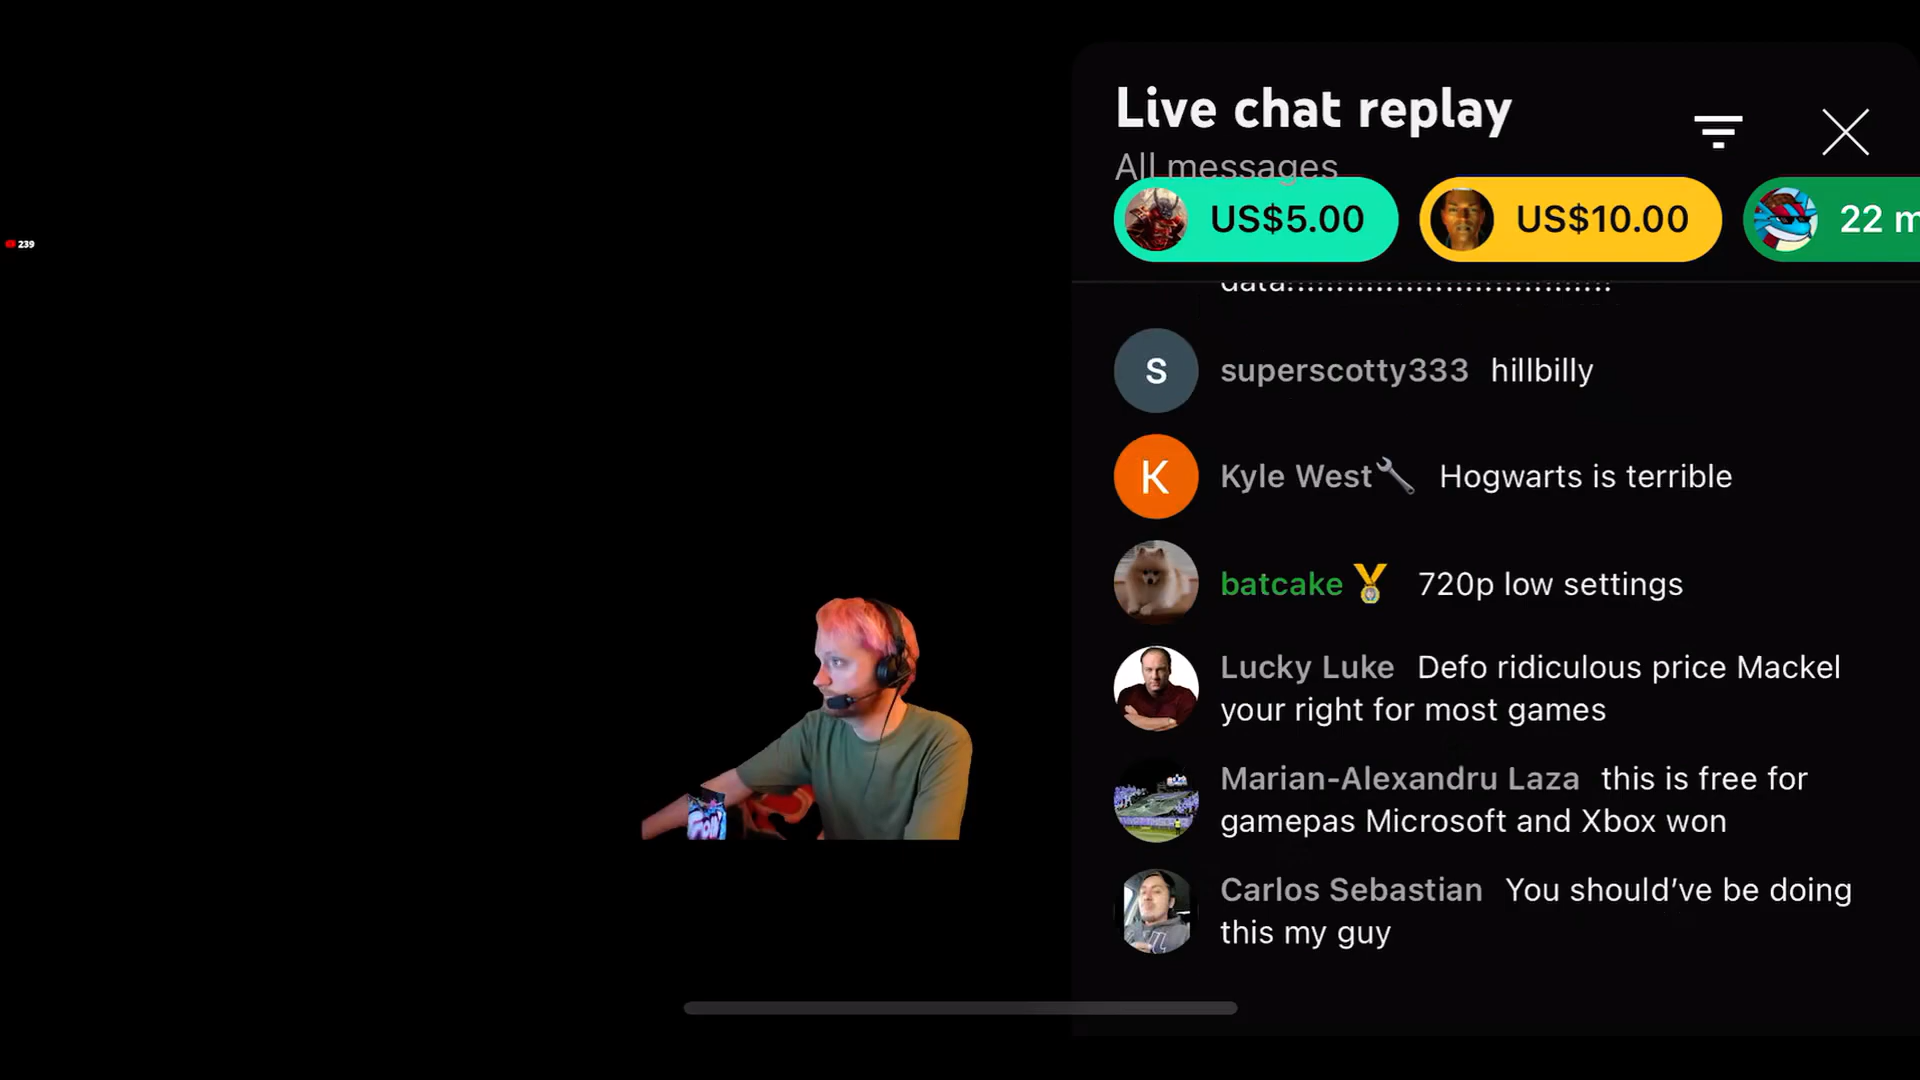 Live chat replay
All messages
US$5.00
US$10.00
22 m
239
superscotty333 hillbilly
Kyle West Hogwarts is terrible
batcake 720p low settings
Lucky Luke Defo ridiculous price Mackel
your right for most games
Marian-Alexandru Laza this is free for
gamepas Microsoft and Xbox won
Carlos Sebastian You should’ve be doing
this my guy